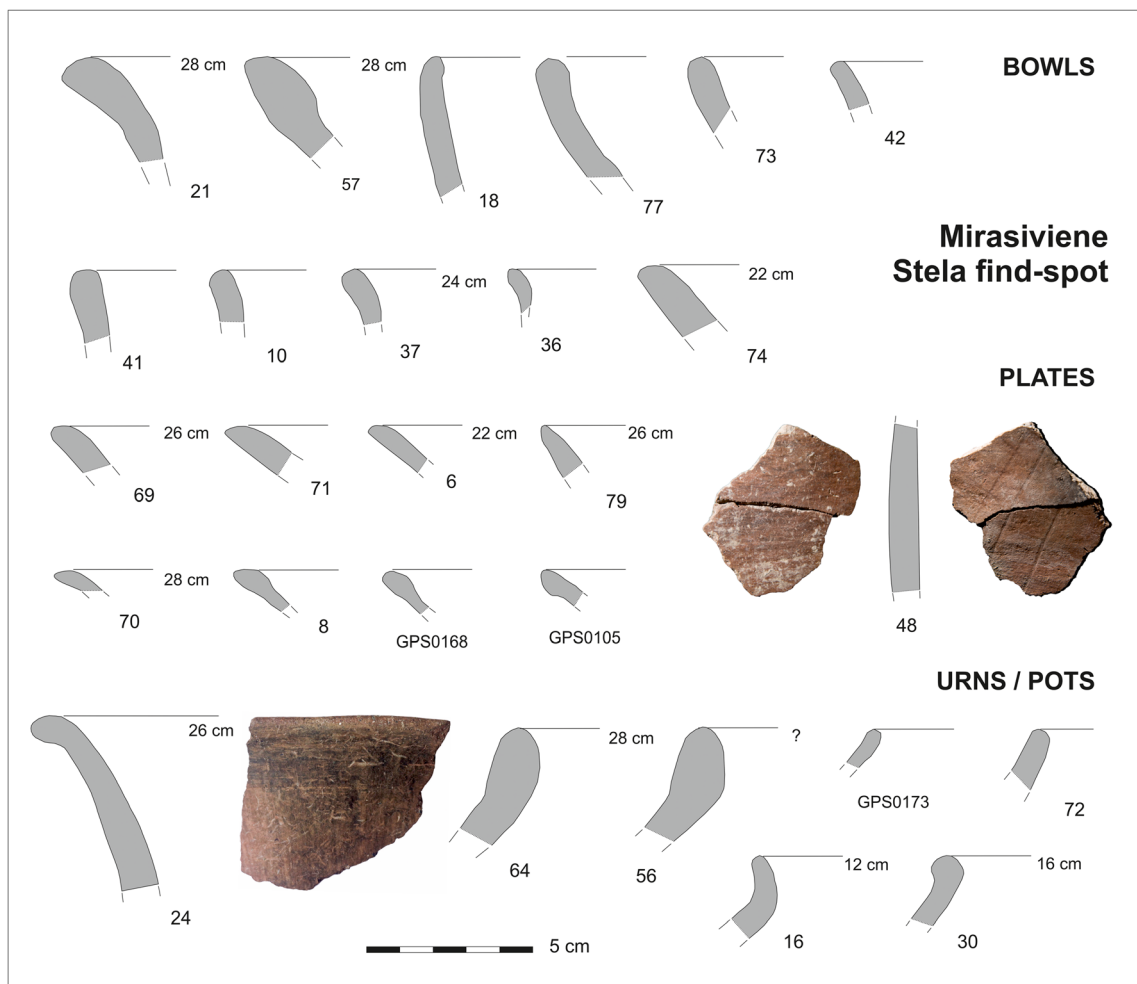 BOWLS
28 cm
28 cm
21
57
18
77
73
42
Mirasiviene
Stela find-spot
24 cm
22 cm
41
10
37
36
74
PLATES
26 cm
22 cm
26 cm
69
71
6
79
28 cm
70
8
GPS0168
GPS0105
48
URNS / POTS
26 cm
28 cm
?
GPS0173
72
24
64
56
12 cm
16 cm
16
30
5 cm